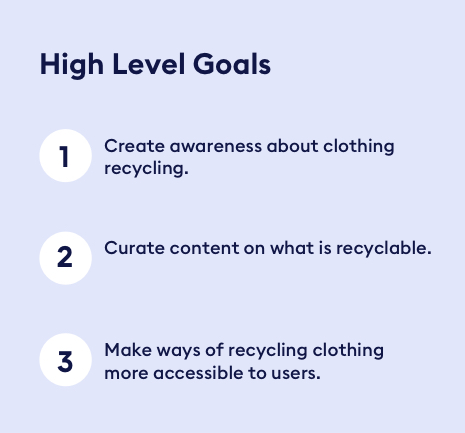 High Level Goals
1
Create awareness about clothing
recycling.
2
Curate content on what is recyclable.
3
Make ways of recycling clothing
more accessible to users.